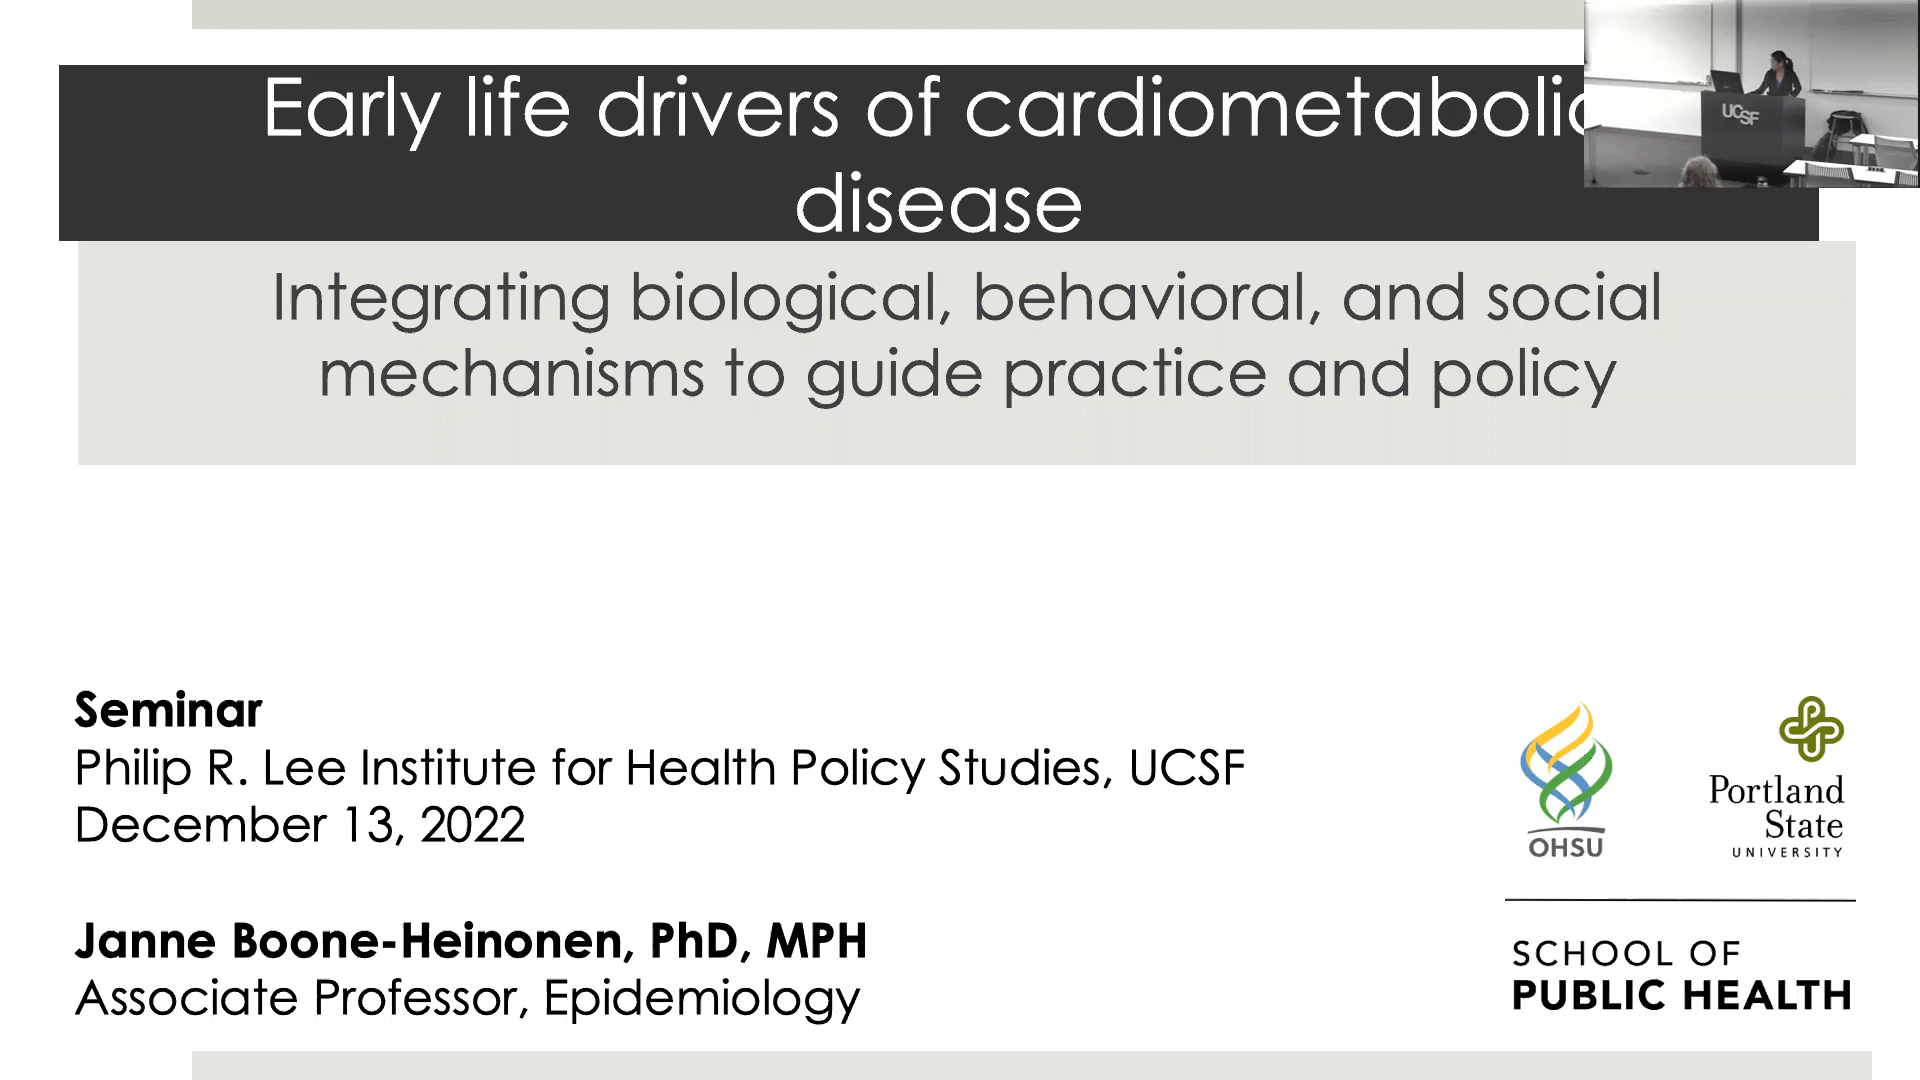 Early life drivers of cardiometabolic
disease
Integrating biological, behavioral, and social
mechanisms to guide practice and policy
Seminar
Philip R. Lee Institute for Health Policy Studies, UCSF
December 13, 2022
Janne Boone-Heinonen, PhD, MPH
Associate Professor, Epidemiology
UCSF
OHSU
Portland
State
UNIVERSITY
SCHOOL OF
PUBLIC HEALTH